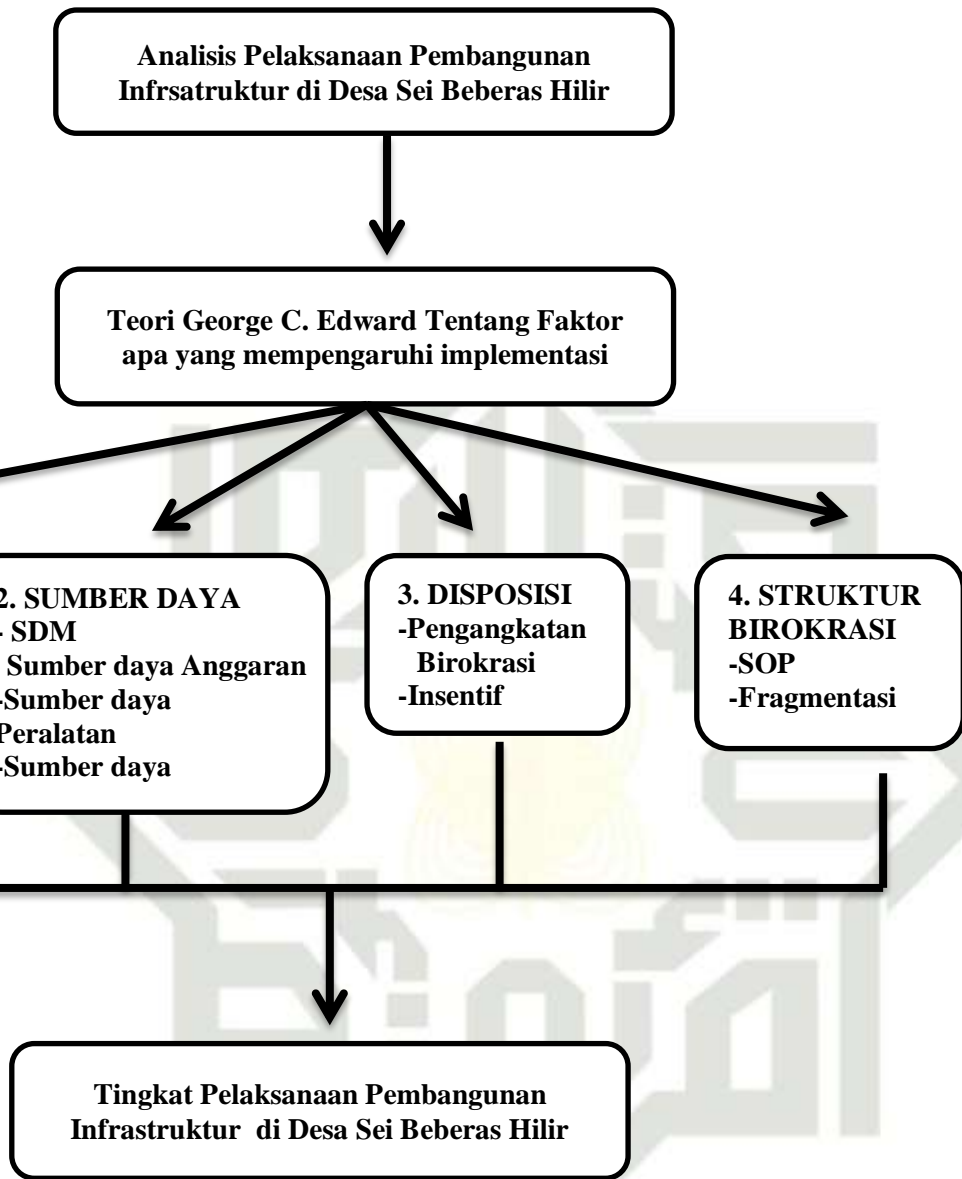 Analisis Pelaksanaan Pembangunan
Infrsatruktur di Desa Sei Beberas Hilir
Teori George C. Edward Tentang Faktor
apa yang mempengaruhi implementasi
2. SUMBER DAYA
- SDM
Sumber daya Anggaran
-Sumber daya
Peralatan
-Sumber daya
3. DISPOSISI
-Pengangkatan
Birokrasi
-Insentif
4. STRUKTUR
BIROKRASI
-SOP
-Fragmentasi
Tingkat Pelaksanaan Pembangunan
Infrastruktur di Desa Sei Beberas Hilir